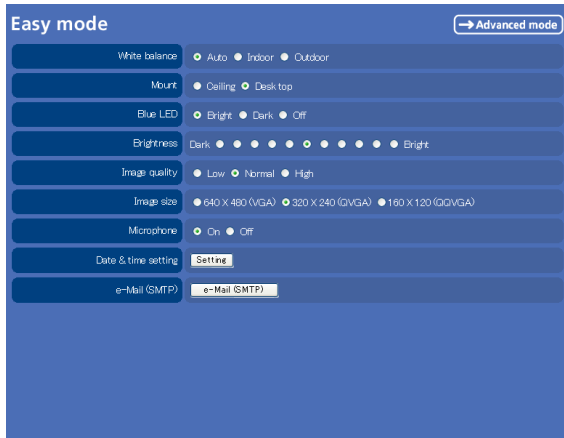 Easy mode
Advanced mode
White balance Auto Indoor Outdoor
Mount Ceiling Desk top
Blue LED Bright Dark Off
Brightness Dark Bright
Image quality Low Normal High
Image size 640 X 480 (VGA) 320 X 240 (QVGA) 160 X 120 (QQVGA)
Microphone On Off
Date & time setting Setting
e-Mail (SMTP) e-Mail (SMTP)